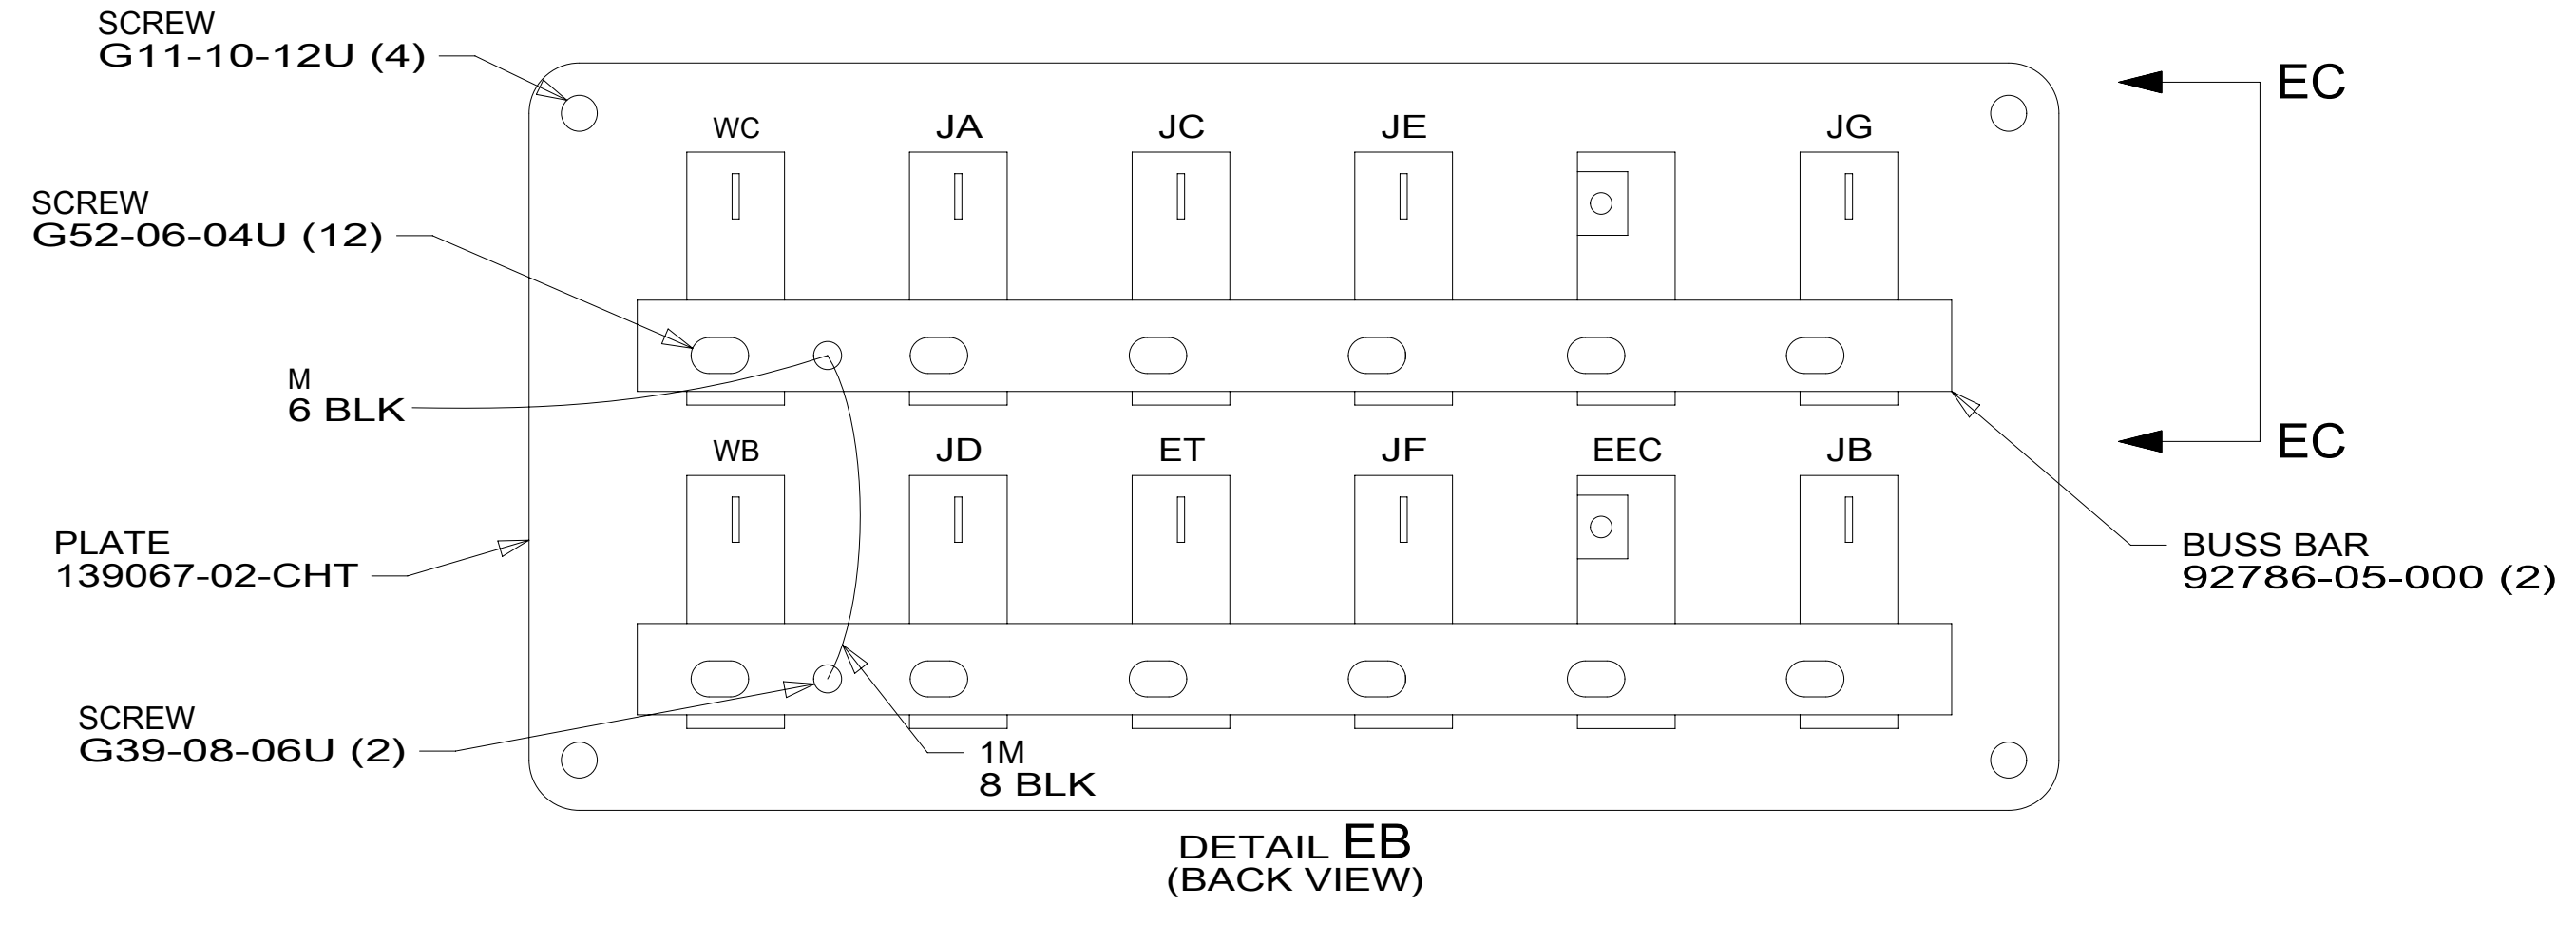 SCREW
G11-10-12U (4)
EC
WC JA JC JE JG
SCREW
G52-06-04U (12)
M
6 BLK
EC
WB JD ET JF EEC JB
PLATE
139067-02-CHT
BUSS BAR
92786-05-000 (2)
SCREW
G39-08-06U (2)
1M
8 BLK
DETAIL EB
(BACK VIEW)